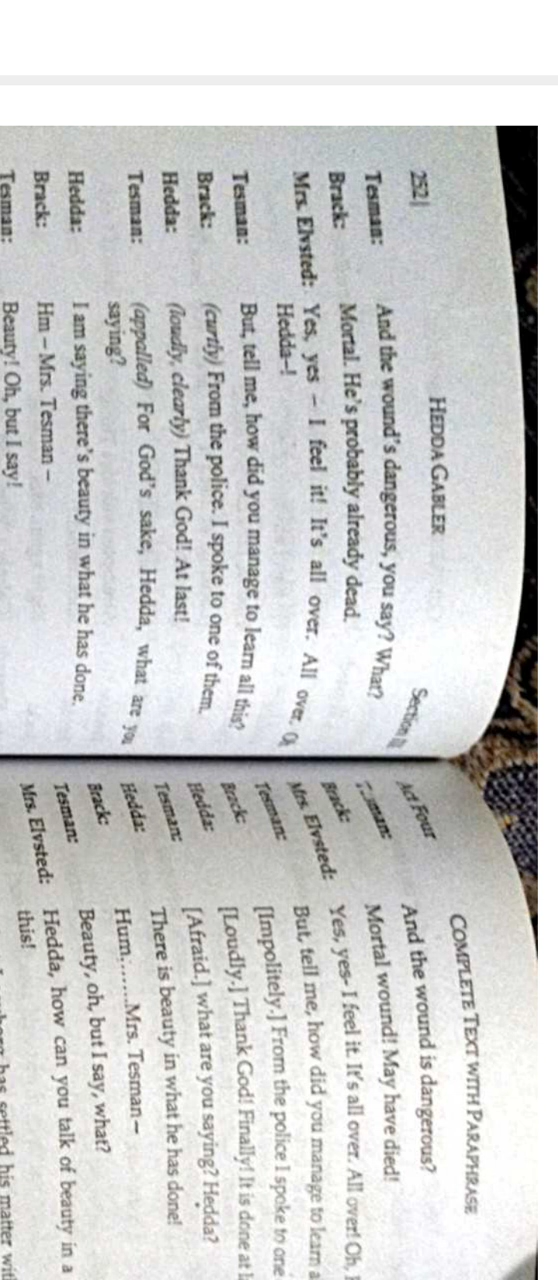 252 HEDDA GABLER Section
Tesman: And the wound's dangerous, you say? What?
Brack: Mortal. He's probably already dead.
Mrs. Elvsted: Yes, yes – I feel it! It's all over. All over.
Hedda–!
Tesman: But, tell me, how did you manage to learn all this?
Brack: (curtly) From the police. I spoke to one of them.
Hedda: (loudly, clearly) Thank God! At last!
Tesman: (appalled) For God's sake, Hedda, what are you
saying?
Hedda: I am saying there's beauty in what he has done.
Brack: Hm – Mrs. Tesman –
Tesman: Beauty! Oh, but I say!
Act Four COMPLETE TEXT WITH PARAPHRASE
And the wound is dangerous?
Brack: Mortal wound! May have died!
Mrs. Elvsted: Yes, yes- I feel it. It's all over. All over! Oh,
Tesman: But, tell me, how did you manage to learn
Brack: [Impolitely.] From the police I spoke to one
Hedda: [Loudly.] Thank God! Finally! It is done at
Tesman: [Afraid.] what are you saying? Hedda?
Hedda: There is beauty in what he has done!
Brack: Hum.......Mrs. Tesman–
Tesman: Beauty, oh, but I say, what?
Mrs. Elvsted: Hedda, how can you talk of beauty in a
this!
has settled his matter